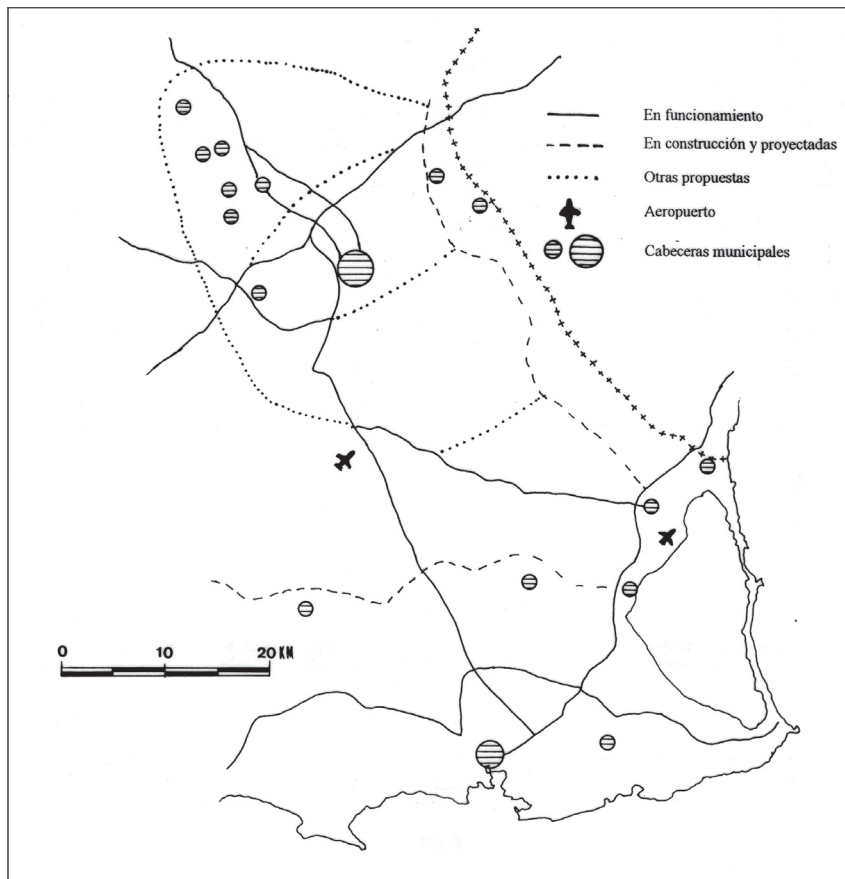 En funcionamiento
En construcción y proyectadas
Otras propuestas
Aeropuerto
Cabeceras municipales
0 10 20 KM